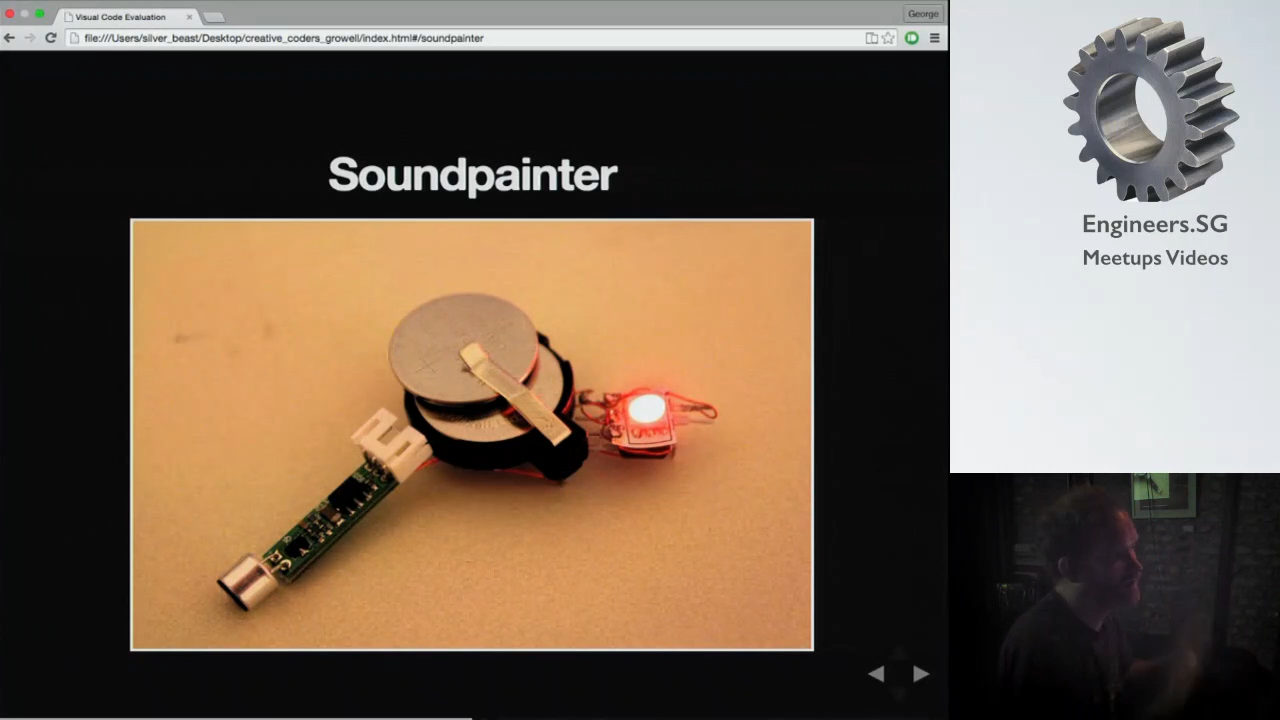 Visual Code Evaluation
George
file:///Users/silver_beast/Desktop/creative_coders_growell/index.html#/soundpainter
Soundpainter
Engineers.SG
Meetups Videos